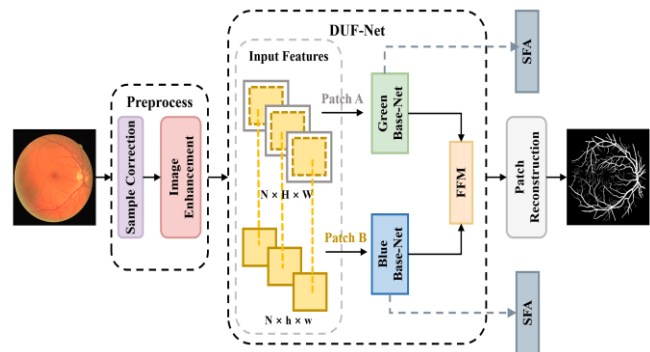 DUF-Net
SFA
Input Features
Preprocess
Patch A
Green
Base-Net
Sample Correction
Image
Enhancement
N × H × W
FFM
Patch
Reconstruction
Patch B
Blue
Base-Net
N × h × w
SFA